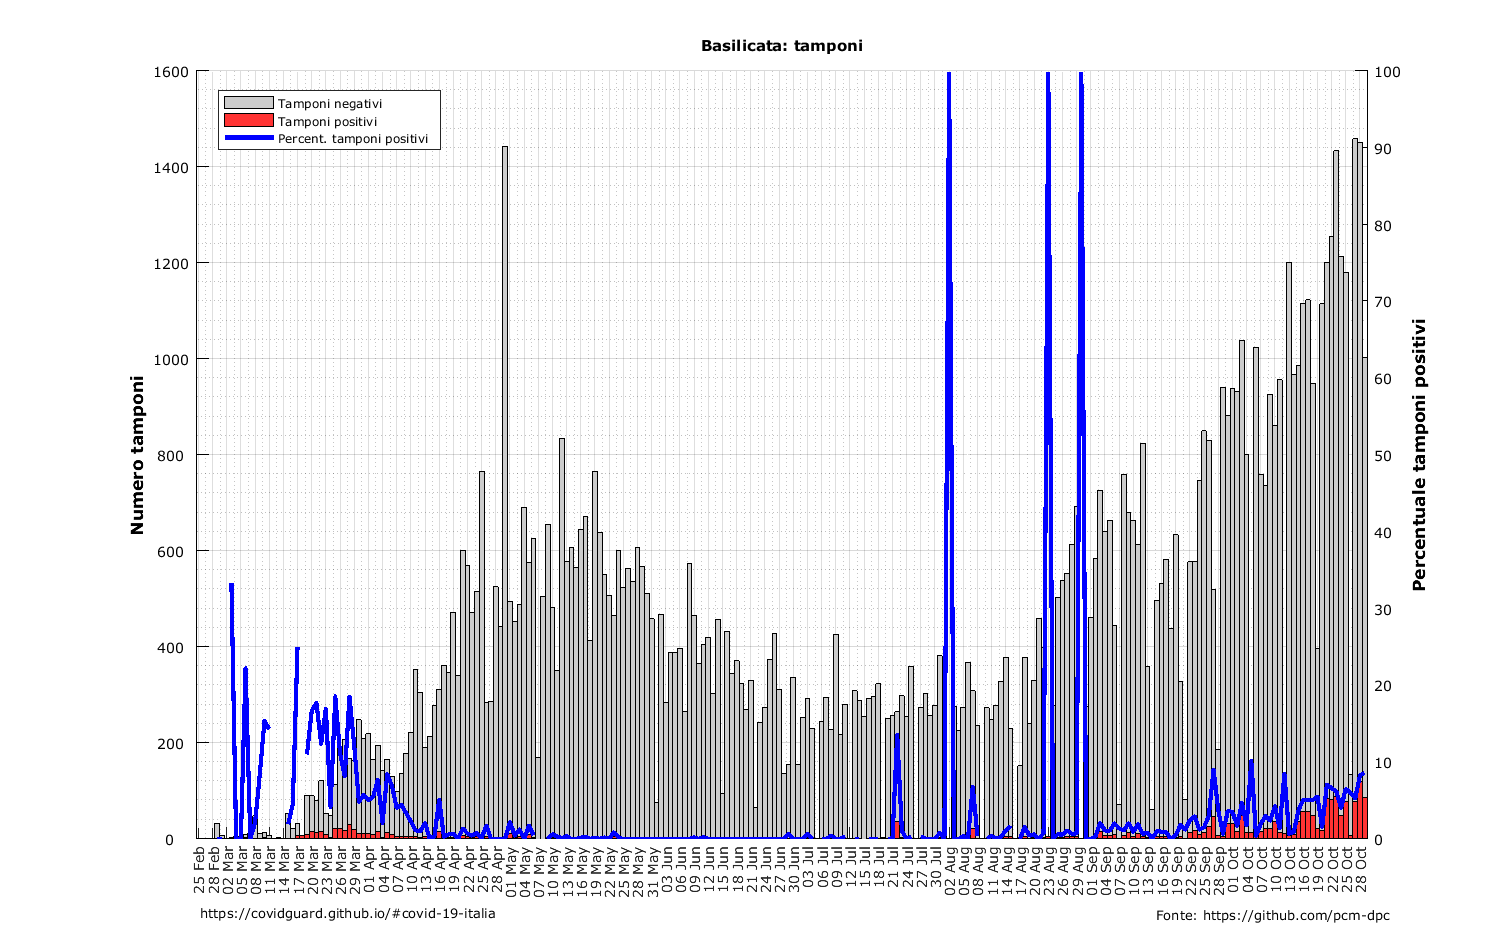 Basilicata: tamponi
Tamponi negativi
Tamponi positivi
Percent. tamponi positivi
Numero tamponi
1600
1400
1200
1000
800
600
400
200
0
Percentuale tamponi positivi
100
90
80
70
60
50
40
30
20
10
0
25 Feb
28 Feb
02 Mar
05 Mar
08 Mar
11 Mar
14 Mar
17 Mar
20 Mar
23 Mar
26 Mar
29 Mar
01 Apr
04 Apr
07 Apr
10 Apr
13 Apr
16 Apr
19 Apr
22 Apr
25 Apr
28 Apr
01 May
04 May
07 May
10 May
13 May
16 May
19 May
22 May
25 May
28 May
31 May
03 Jun
06 Jun
09 Jun
12 Jun
15 Jun
18 Jun
21 Jun
24 Jun
27 Jun
30 Jun
03 Jul
06 Jul
09 Jul
12 Jul
15 Jul
18 Jul
21 Jul
24 Jul
27 Jul
30 Jul
02 Aug
05 Aug
08 Aug
11 Aug
14 Aug
17 Aug
20 Aug
23 Aug
26 Aug
29 Aug
01 Sep
04 Sep
07 Sep
10 Sep
13 Sep
16 Sep
19 Sep
22 Sep
25 Sep
28 Sep
01 Oct
04 Oct
07 Oct
10 Oct
13 Oct
16 Oct
19 Oct
22 Oct
25 Oct
28 Oct
https://covidguard.github.io/#covid-19-italia
Fonte: https://github.com/pcm-dpc